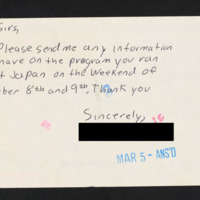 Sirs,
Please send me any information
have on the program you ran
t Japan on the weekend of
ber 8th and 9th. Thank you
Sincerely,
MAR 5 - ANS'D